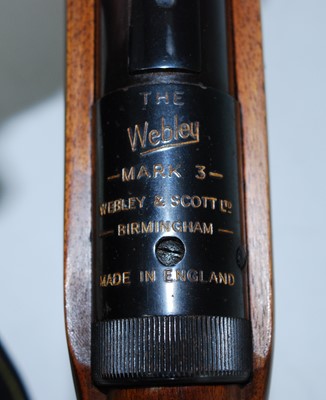 THE
Webley
—MARK 3—
WEBLEY & SCOTT LTD
—BIRMINGHAM—
MADE IN ENGLAND